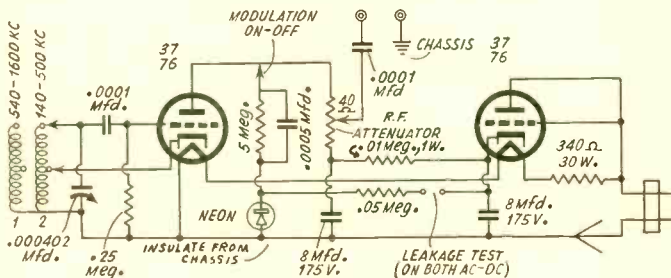 540-1600 KC
140-500 KC
1 2
.000402
Mfd.
.0001
Mfd.
.25
Meg.
37
76
MODULATION
ON-OFF
5 Meg.
.0005 Mfd.
NEON
INSULATE FROM
CHASSIS
CHASSIS
.0001
Mfd.
40
Ω
R.F.
ATTENUATOR
.01 Meg., 1W.
.05 Meg.
8 Mfd.
175 V.
LEAKAGE TEST
(ON BOTH AC-DC)
37
76
340 Ω
30 W.
8 Mfd.
175 V.